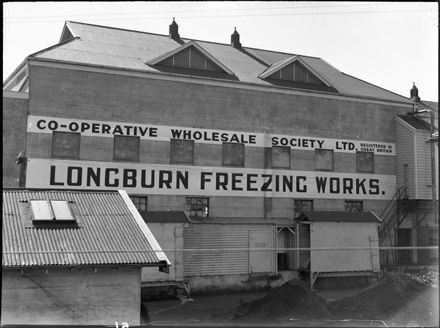 CO-OPERATIVE WHOLESALE SOCIETY LTD. REGISTERED IN GREAT BRITAIN
LONGBURN FREEZING WORKS.